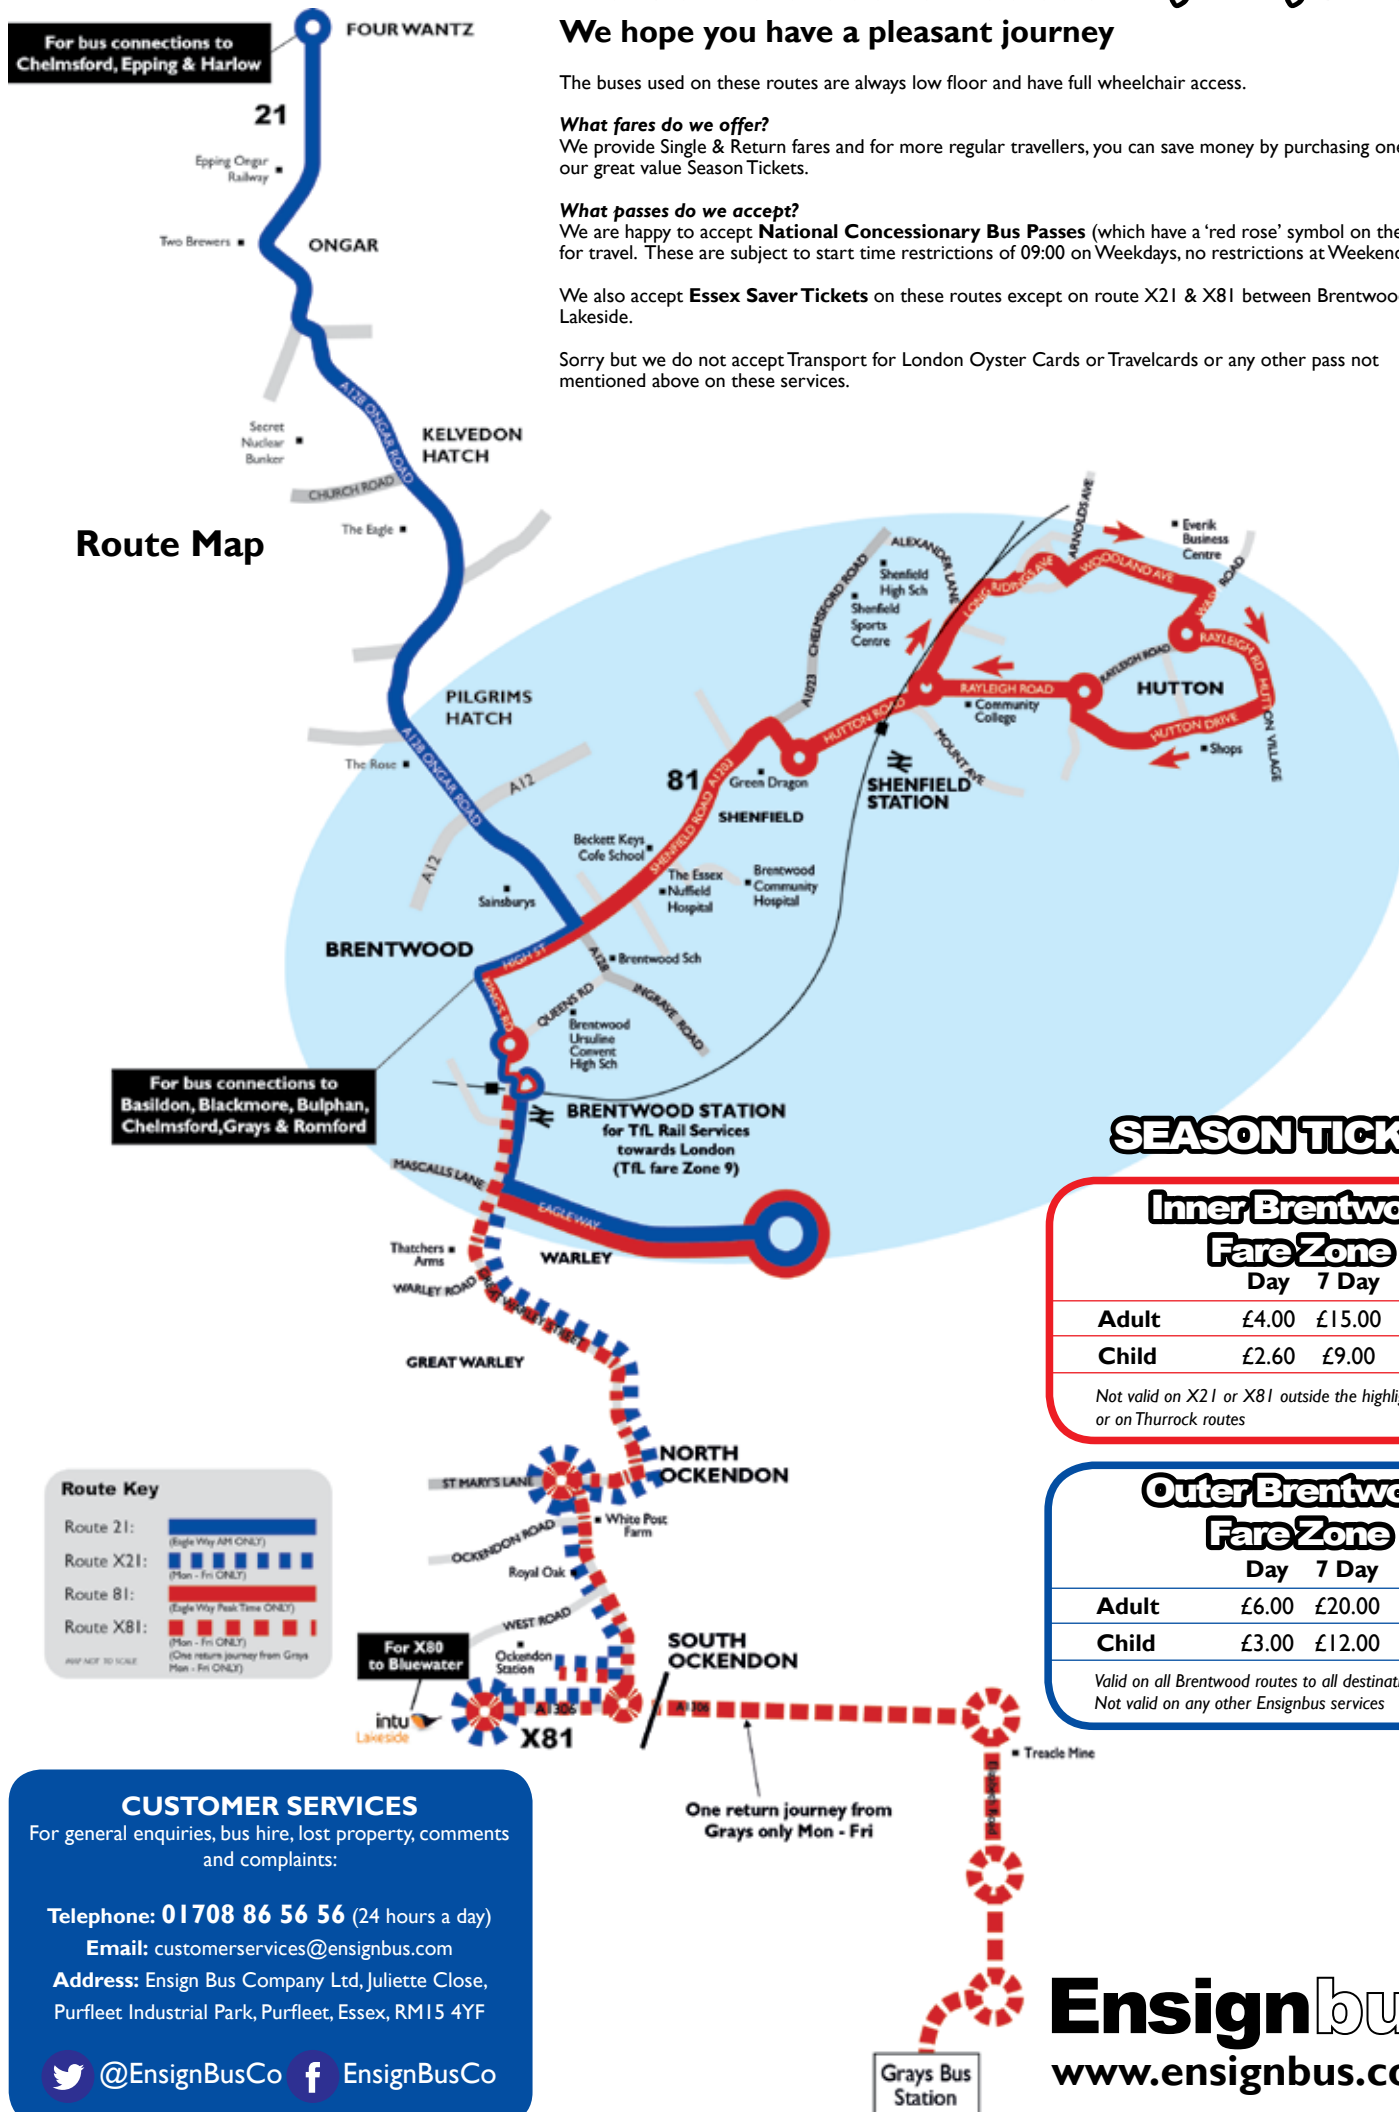 For bus connections to
Chelmsford, Epping & Harlow
FOUR WANTZ
21
Epping Ongar
Railway
Two Brewers
ONGAR
A128 ONGAR ROAD
Secret
Nuclear
Bunker
KELVEDON
HATCH
CHURCH ROAD
The Eagle
Route Map
PILGRIMS
HATCH
The Rose
A128 ONGAR ROAD
A12
A12
Sainsburys
BRENTWOOD
We hope you have a pleasant journey
The buses used on these routes are always low floor and have full wheelchair access.
What fares do we offer?
We provide Single & Return fares and for more regular travellers, you can save money by purchasing one
our great value Season Tickets.
What passes do we accept?
We are happy to accept National Concessionary Bus Passes (which have a ‘red rose’ symbol on the
for travel. These are subject to start time restrictions of 09:00 on Weekdays, no restrictions at
We also accept Essex Saver Tickets on these routes except on route X21 & X81 between
Lakeside.
Sorry but we do not accept Transport for London Oyster Cards or Travelcards or any other pass not
mentioned above on these services.
ALEXANDER LANE
ARNOLDS AVE
Everik
Business
Centre
WASH ROAD
WOODLAND AVE
LONG RIDINGS AVE
CHELMSFORD ROAD
A1023
Shenfield
High Sch
Shenfield
Sports
Centre
RAYLEIGH RD
RAYLEIGH ROAD
HUTTON
HUTTON VILLAGE
RAYLEIGH ROAD
Community
College
HUTTON DRIVE
Shops
HUTTON ROAD
MOUNT AVE
SHENFIELD
STATION
81
Green Dragon
SHENFIELD
SHENFIELD ROAD A1203
Beckett Keys
Cofe School
The Essex
Nuffield
Hospital
Brentwood
Community
Hospital
HIGH ST
A128
Brentwood Sch
KING'S RD
QUEENS RD
INGRAVE ROAD
Brentwood
Ursuline
Convent
High Sch
For bus connections to
Basildon, Blackmore, Bulphan,
Chelmsford,Grays & Romford
BRENTWOOD STATION
for TfL Rail Services
towards London
(TfL fare Zone 9)
MASCALLS LANE
EAGLE WAY
WARLEY
Thatchers
Arms
WARLEY ROAD
GREAT WARLEY STREET
GREAT WARLEY
NORTH
OCKENDON
ST MARY'S LANE
White Post
Farm
OCKENDON ROAD
Royal Oak
WEST ROAD
Ockendon
Station
SOUTH
OCKENDON
For X80
to Bluewater
intu
Lakeside
A1306
X81
A1306
Treacle Mine
One return journey from
Grays only Mon - Fri
Grays Bus
Station
Route Key
Route 21:
(Eagle Way AM ONLY)
Route X21:
(Mon - Fri ONLY)
Route 81:
(Eagle Way Peak Time ONLY)
Route X81:
(Mon - Fri ONLY)
(One return journey from Grays
Mon - Fri ONLY)
MAP NOT TO SCALE
SEASON
Inner
Fare Zone
Day 7 Day
Adult £4.00 £15.00
Child £2.60 £9.00
Not valid on X21 or X81 outside the
or on Thurrock routes
Outer
Fare Zone
Day 7 Day
Adult £6.00 £20.00
Child £3.00 £12.00
Valid on all Brentwood routes to all
Not valid on any other Ensignbus services
CUSTOMER SERVICES
For general enquiries, bus hire, lost property, comments
and complaints:
Telephone: 01708 86 56 56 (24 hours a day)
Email: customerservices@ensignbus.com
Address: Ensign Bus Company Ltd, Juliette Close,
Purfleet Industrial Park, Purfleet, Essex, RM15 4YF
@EnsignBusCo EnsignBusCo
Ensignbu
www.ensignbus.co